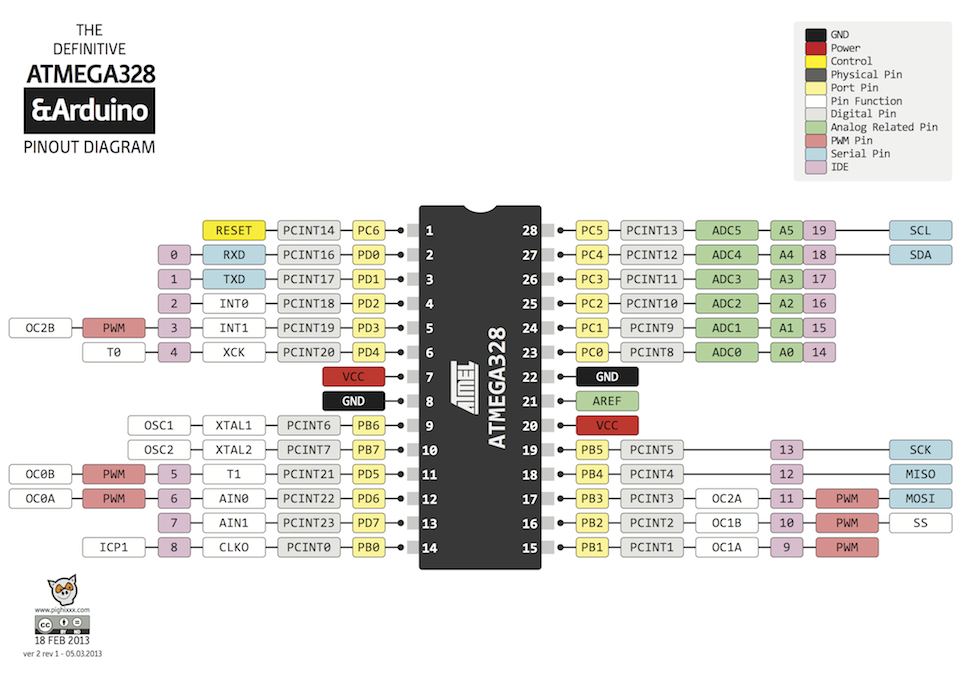 THE
DEFINITIVE
ATMEGA328
&Arduino
PINOUT DIAGRAM
GND
Power
Control
Physical Pin
Port Pin
Pin Function
Digital Pin
Analog Related Pin
PWM Pin
Serial Pin
IDE
RESET PCINT14 PC6 1 28 PC5 PCINT13 ADC5 A5 19 SCL
0 RXD PCINT16 PD0 2 27 PC4 PCINT12 ADC4 A4 18 SDA
1 TXD PCINT17 PD1 3 26 PC3 PCINT11 ADC3 A3 17
2 INT0 PCINT18 PD2 4 25 PC2 PCINT10 ADC2 A2 16
OC2B PWM 3 INT1 PCINT19 PD3 5 24 PC1 PCINT9 ADC1 A1 15
T0 4 XCK PCINT20 PD4 6 23 PC0 PCINT8 ADC0 A0 14
VCC 7 22 GND
GND 8 21 AREF
OSC1 XTAL1 PCINT6 PB6 9 20 VCC
OSC2 XTAL2 PCINT7 PB7 10 19 PB5 PCINT5 13 SCK
OC0B PWM 5 T1 PCINT21 PD5 11 18 PB4 PCINT4 12 MISO
OC0A PWM 6 AIN0 PCINT22 PD6 12 17 PB3 PCINT3 OC2A 11 PWM MOSI
7 AIN1 PCINT23 PD7 13 16 PB2 PCINT2 OC1B 10 PWM SS
ICP1 8 CLKO PCINT0 PB0 14 15 PB1 PCINT1 OC1A 9 PWM
ATMEL
ATMEGA328
www.pighixxx.com
cc
BY ND
18 FEB 2013
ver 2 rev 1 - 05.03.2013